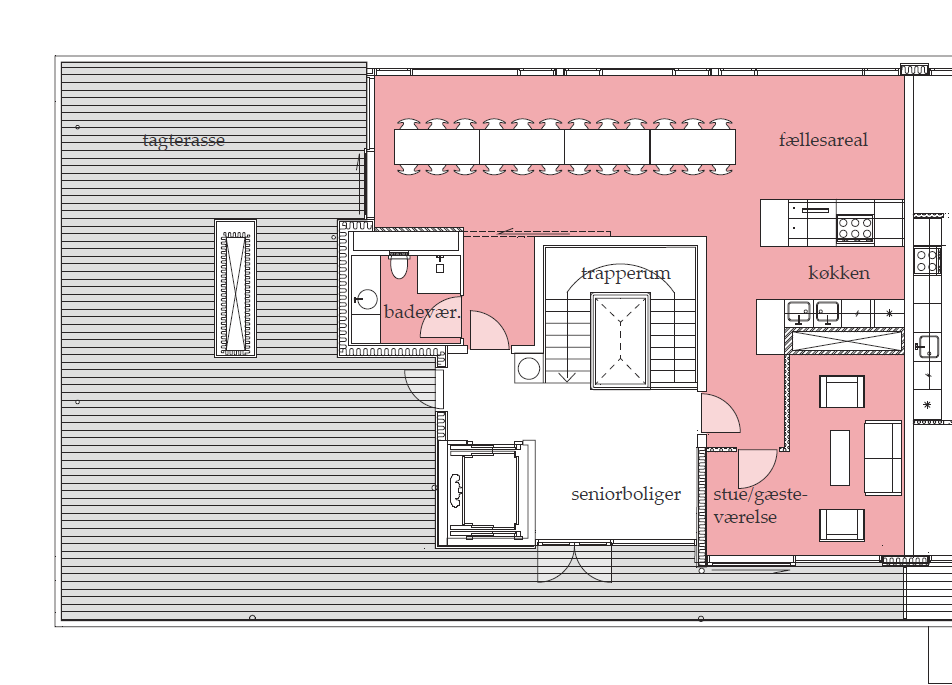 tagterasse
fællesareal
trapperum
køkken
badevær.
seniorboliger
stue/gæste-
værelse